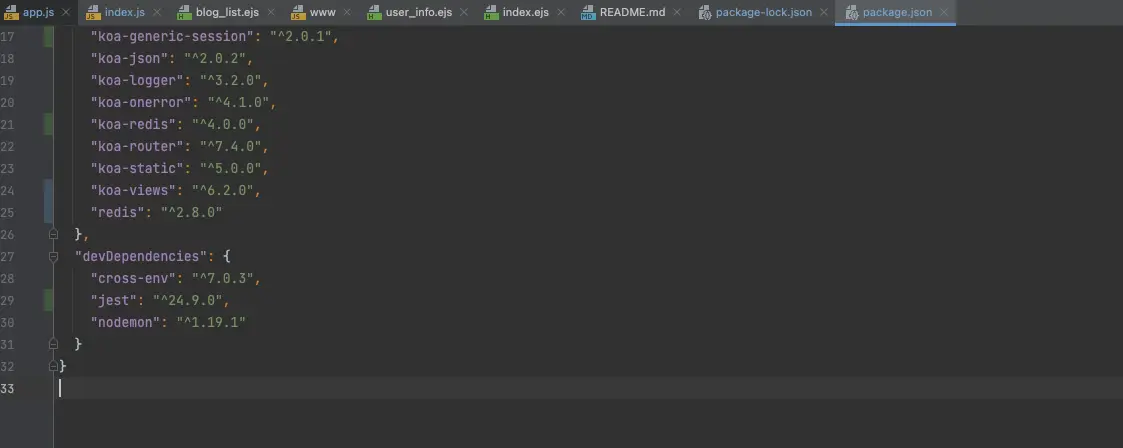 app.js index.js blog_list.ejs www user_info.ejs index.ejs README.md package-lock.json package.json
17 "koa-generic-session": "^2.0.1",
18 "koa-json": "^2.0.2",
19 "koa-logger": "^3.2.0",
20 "koa-onerror": "^4.1.0",
21 "koa-redis": "^4.0.0",
22 "koa-router": "^7.4.0",
23 "koa-static": "^5.0.0",
24 "koa-views": "^6.2.0",
25 "redis": "^2.8.0"
26 },
27 "devDependencies": {
28 "cross-env": "^7.0.3",
29 "jest": "^24.9.0",
30 "nodemon": "^1.19.1"
31 }
32 }
33